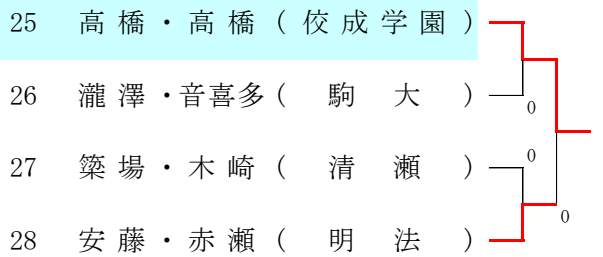 25 高橋・高橋(佼成学園)
26 瀧澤・音喜多(駒大)
0
27 築場・木崎(清瀬)
0
28 安藤・赤瀬(明法)
0